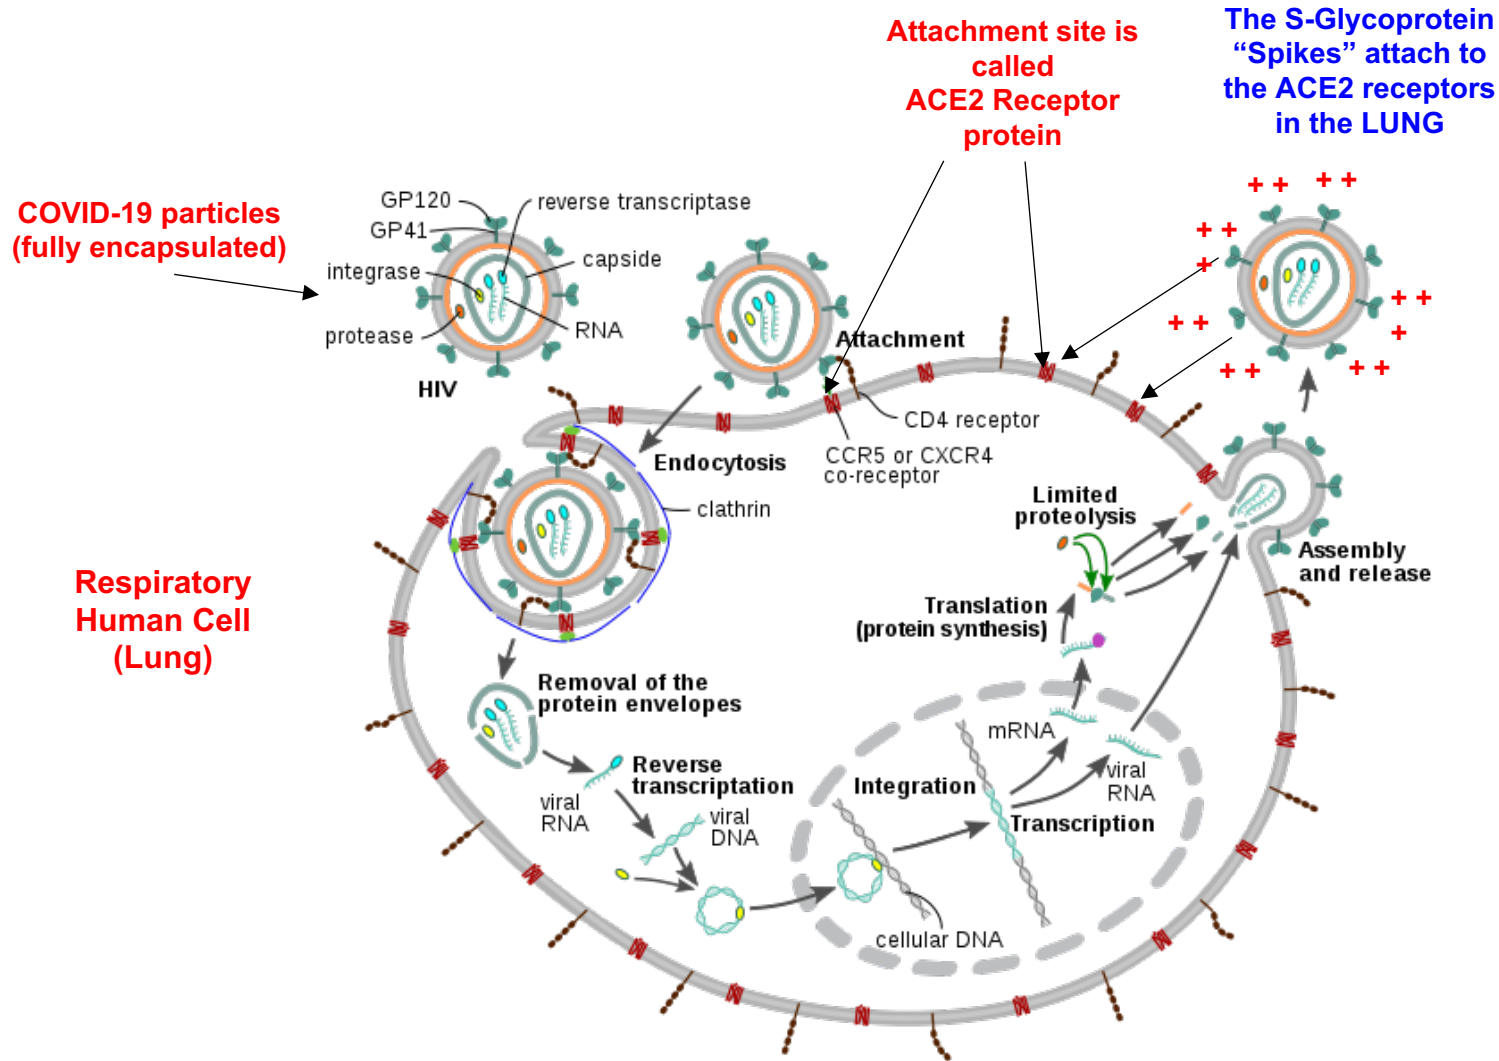 Attachment site is
called
ACE2 Receptor
protein
The S-Glycoprotein
“Spikes” attach to
the ACE2 receptors
in the LUNG
COVID-19 particles
(fully encapsulated)
GP120
GP41
integrase
protease
reverse transcriptase
capside
RNA
HIV
+ +
+ +
+ +
+
+ +
+
+ +
+ +
+ +
Attachment
CD4 receptor
CCR5 or CXCR4
co-receptor
Endocytosis
clathrin
Limited
proteolysis
Assembly
and release
Respiratory
Human Cell
(Lung)
Translation
(protein synthesis)
Removal of the
protein envelopes
mRNA
viral
RNA
Reverse
transcriptation
viral
RNA
viral
DNA
Integration
Transcription
cellular DNA